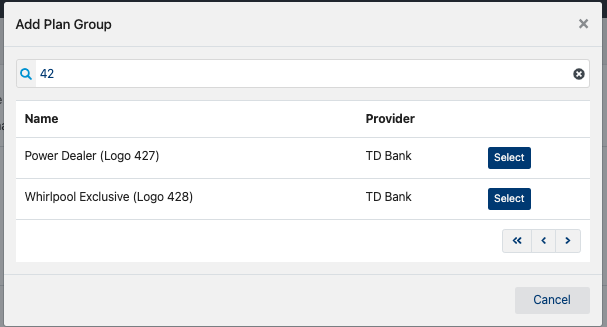 Add Plan Group ×
42
Name Provider
Power Dealer (Logo 427) TD Bank Select
Whirlpool Exclusive (Logo 428) TD Bank Select
« ‹ ›
Cancel